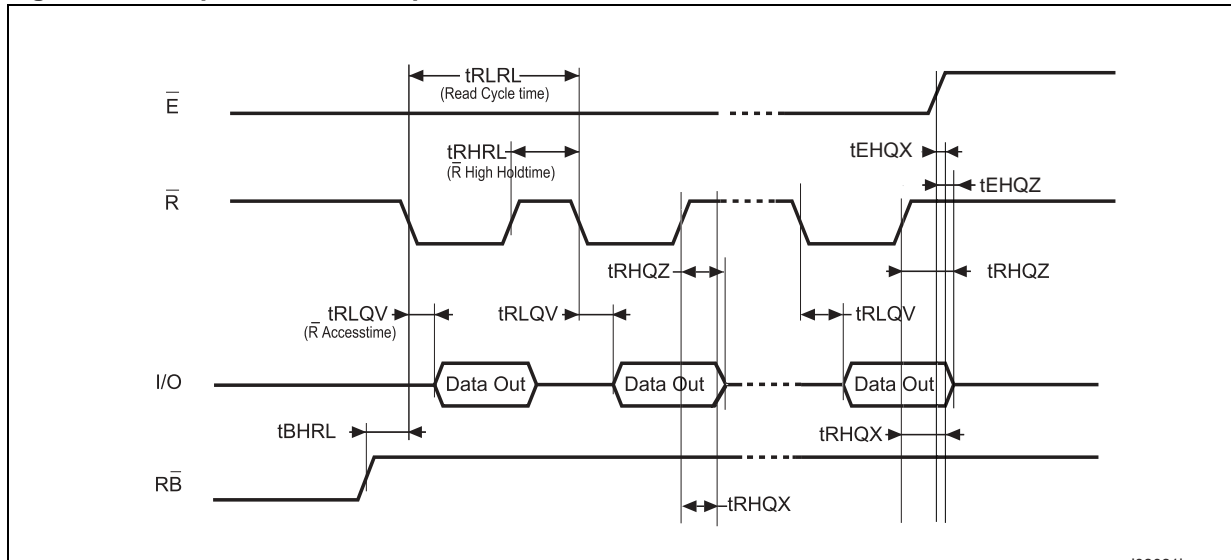 tRLRL
(Read Cycle time)
E̅
tRHRL
(R̅ High Holdtime)
tEHQX
tEHQZ
R̅
tRHQZ
tRHQZ
tRLQV
(R̅ Accesstime)
tRLQV
tRLQV
I/O
Data Out
Data Out
Data Out
tBHRL
tRHQX
RB̅
tRHQX